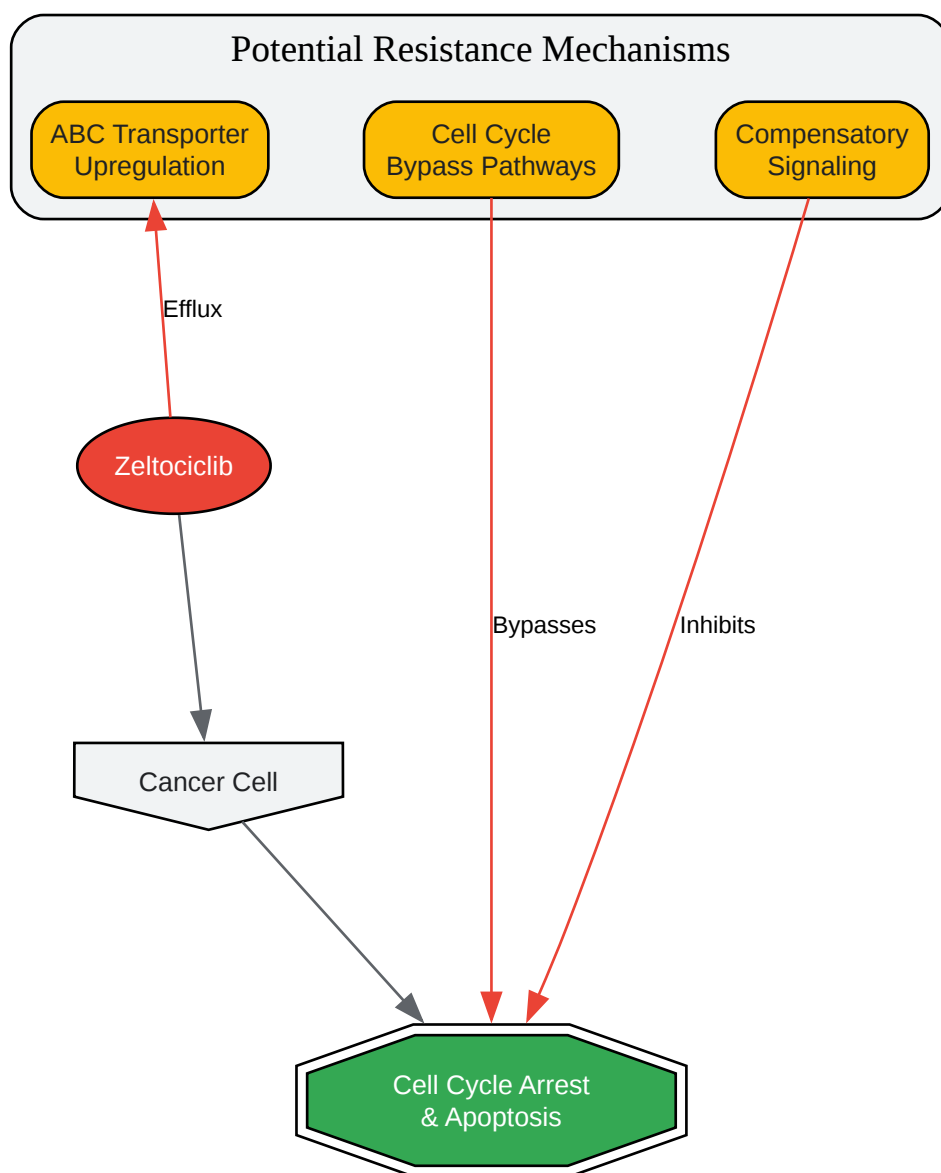 Potential Resistance Mechanisms
ABC Transporter
Upregulation
Cell Cycle
Bypass Pathways
Compensatory
Signaling
Efflux
Zeltociclib
Bypasses
Inhibits
Cancer Cell
Cell Cycle Arrest
& Apoptosis